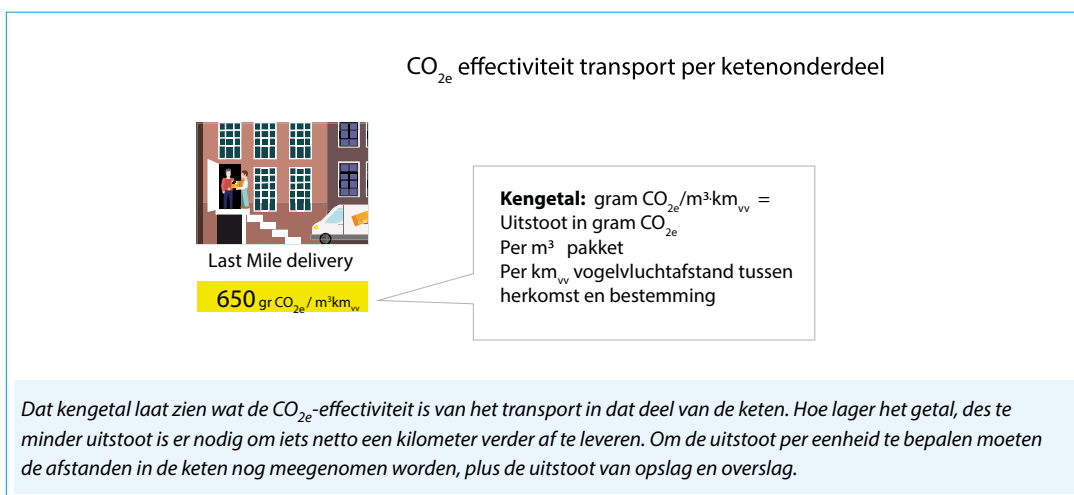 CO₂ₑ effectiviteit transport per ketenonderdeel
Last Mile delivery
650 gr CO₂ₑ / m³kmᵥᵥ
Kengetal: gram CO₂ₑ/m³·kmᵥᵥ =
Uitstoot in gram CO₂ₑ
Per m³ pakket
Per kmᵥᵥ vogelvluchtafstand tussen
herkomst en bestemming
Dat kengetal laat zien wat de CO₂ₑ-effectiviteit is van het transport in dat deel van de keten. Hoe lager het getal, des te
minder uitstoot is er nodig om iets netto een kilometer verder af te leveren. Om de uitstoot per eenheid te bepalen moeten
de afstanden in de keten nog meegenomen worden, plus de uitstoot van opslag en overslag.